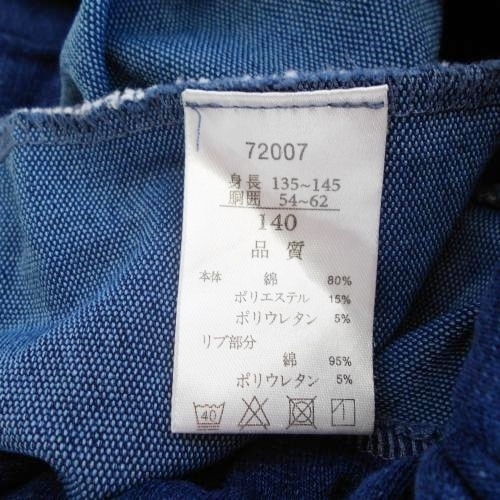 72007
身長 135~145
胴囲 54~62
140
品質
本体 綿 80%
ポリエステル 15%
ポリウレタン 5%
リブ部分
綿 95%
ポリウレタン 5%
40